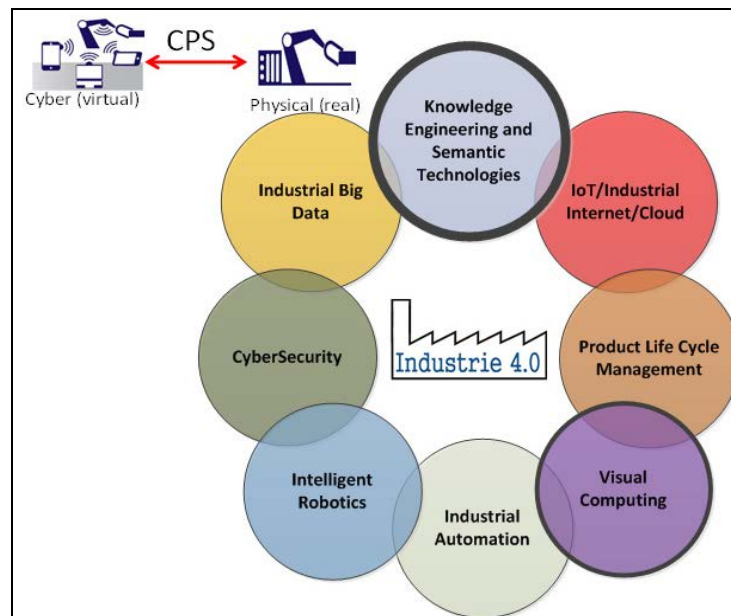 CPS
Cyber (virtual)
Physical (real)
Knowledge
Engineering and
Semantic
Technologies
Industrial Big
Data
IoT/Industrial
Internet/Cloud
CyberSecurity
Industrie 4.0
Product Life Cycle
Management
Intelligent
Robotics
Industrial
Automation
Visual
Computing